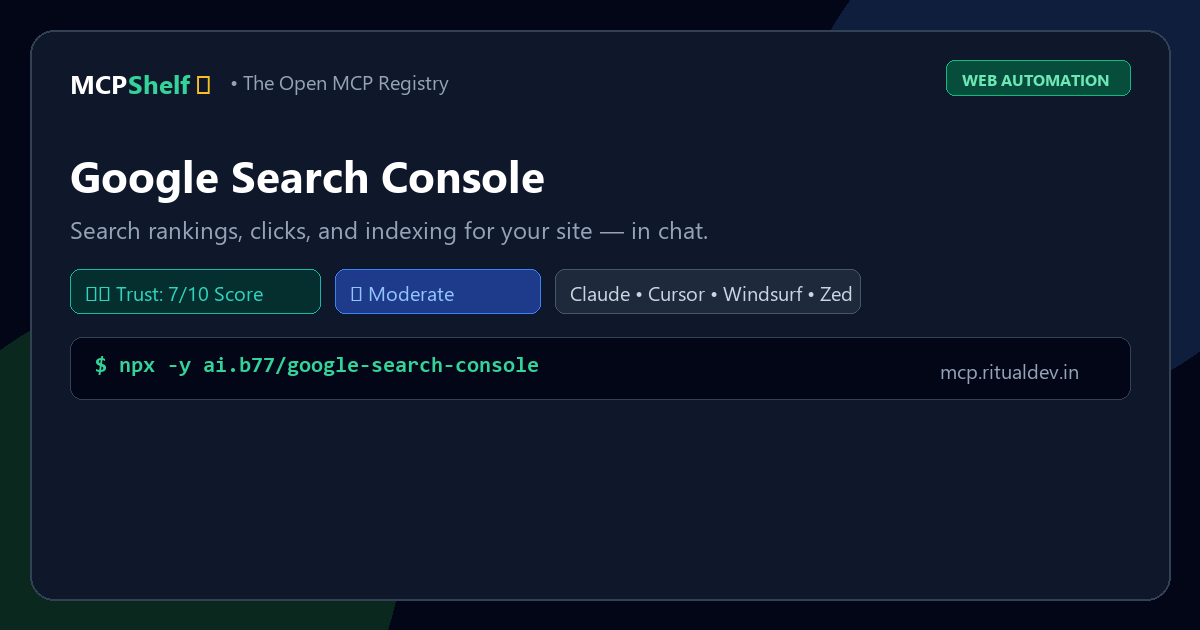 MCPShelf • The Open MCP Registry
WEB AUTOMATION
Google Search Console
Search rankings, clicks, and indexing for your site — in chat.
Trust: 7/10 Score
Moderate
Claude • Cursor • Windsurf • Zed
$ npx -y ai.b77/google-search-console
mcp.ritualdev.in